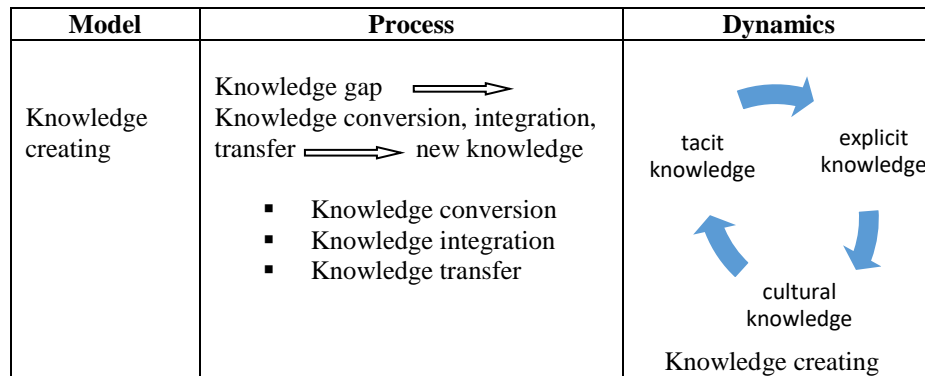 Model
Process
Dynamics
Knowledge
creating
Knowledge gap
Knowledge conversion, integration,
transfer
new knowledge
▪ Knowledge conversion
▪ Knowledge integration
▪ Knowledge transfer
tacit
knowledge
explicit
knowledge
cultural
knowledge
Knowledge creating